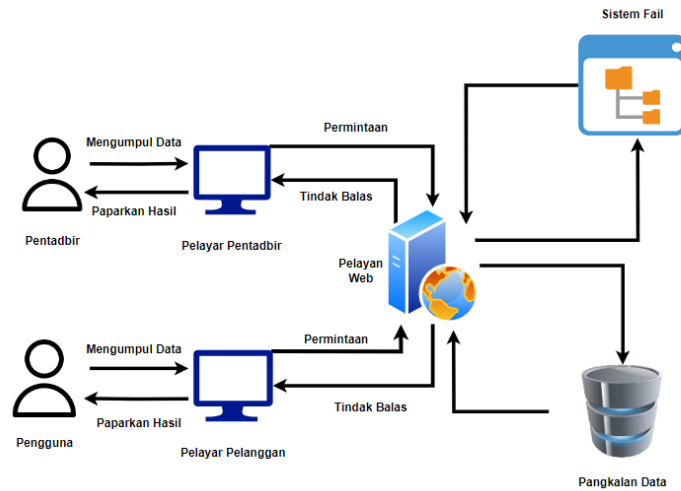 Sistem Fail
Permintaan
Mengumpul Data
Tindak Balas
Paparkan Hasil
Pentadbir
Pelayar Pentadbir
Pelayan
Web
Permintaan
Mengumpul Data
Tindak Balas
Paparkan Hasil
Pengguna
Pelayar Pelanggan
Pangkalan Data